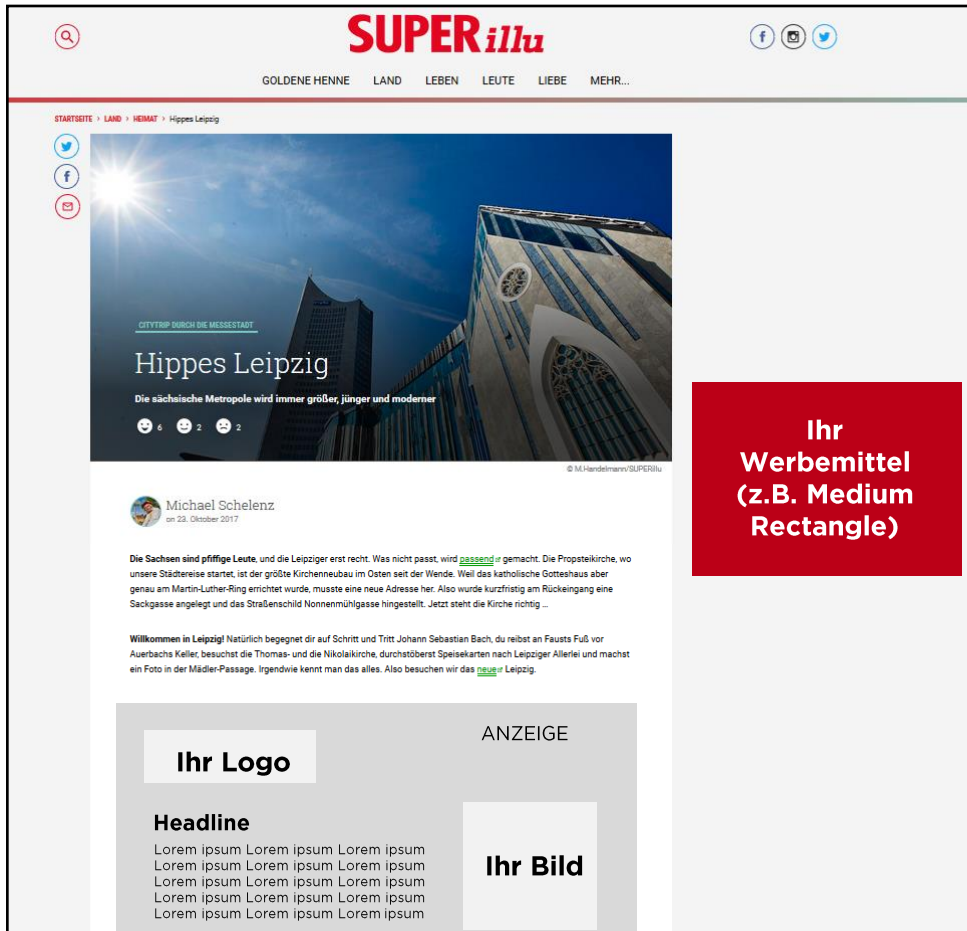 SUPERillu
GOLDENE HENNE LAND LEBEN LEUTE LIEBE MEHR...
STARTSEITE > LAND > HEIMAT > Hippes Leipzig
CITYTRIP DURCH DIE MESSESTADT
Hippes Leipzig
Die sächsische Metropole wird immer größer, jünger und moderner
6 2 2
© M.Handelmann/SUPERillu
Michael Schelenz
on 23. Oktober 2017
Die Sachsen sind pfiffige Leute, und die Leipziger erst recht. Was nicht passt, wird passend gemacht. Die Propsteikirche, wo
unsere Städtereise startet, ist der größte Kirchenneubau im Osten seit der Wende. Weil das katholische Gotteshaus aber
genau am Martin-Luther-Ring errichtet wurde, musste eine neue Adresse her. Also wurde kurzfristig am Rückeingang eine
Sackgasse angelegt und das Straßenschild Nonnenmühlgasse hingestellt. Jetzt steht die Kirche richtig ...
Willkommen in Leipzig! Natürlich begegnet dir auf Schritt und Tritt Johann Sebastian Bach, du reibst an Fausts Fuß vor
Auerbachs Keller, besuchst die Thomas- und die Nikolaikirche, durchstöberst Speisekarten nach Leipziger Allerlei und machst
ein Foto in der Mädler-Passage. Irgendwie kennt man das alles. Also besuchen wir das neue Leipzig.
Ihr
Werbemittel
(z.B. Medium
Rectangle)
ANZEIGE
Ihr Logo
Headline
Lorem ipsum Lorem ipsum Lorem ipsum
Lorem ipsum Lorem ipsum Lorem ipsum
Lorem ipsum Lorem ipsum Lorem ipsum
Lorem ipsum Lorem ipsum Lorem ipsum
Lorem ipsum Lorem ipsum Lorem ipsum
Ihr Bild